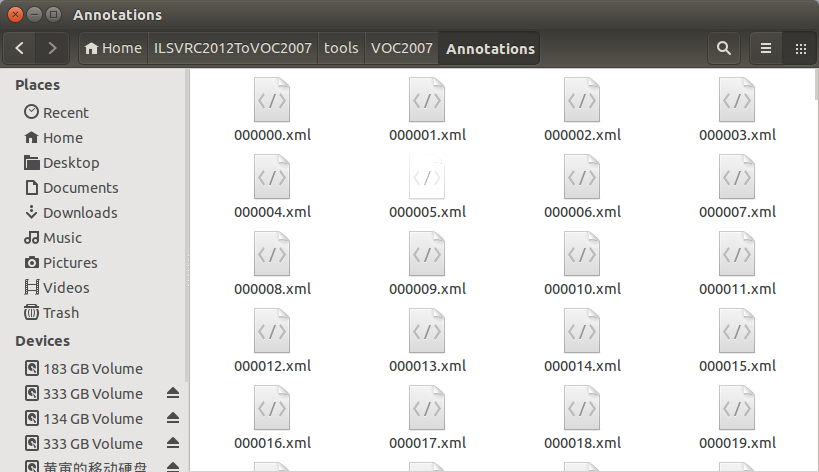 Annotations
Home ILSVRC2012ToVOC2007 tools VOC2007 Annotations
Places
Recent
Home
Desktop
Documents
Downloads
Music
Pictures
Videos
Trash
Devices
183 GB Volume
333 GB Volume
134 GB Volume
333 GB Volume
黄寅的移动硬盘
000000.xml 000001.xml 000002.xml 000003.xml
000004.xml 000005.xml 000006.xml 000007.xml
000008.xml 000009.xml 000010.xml 000011.xml
000012.xml 000013.xml 000014.xml 000015.xml
000016.xml 000017.xml 000018.xml 000019.xml